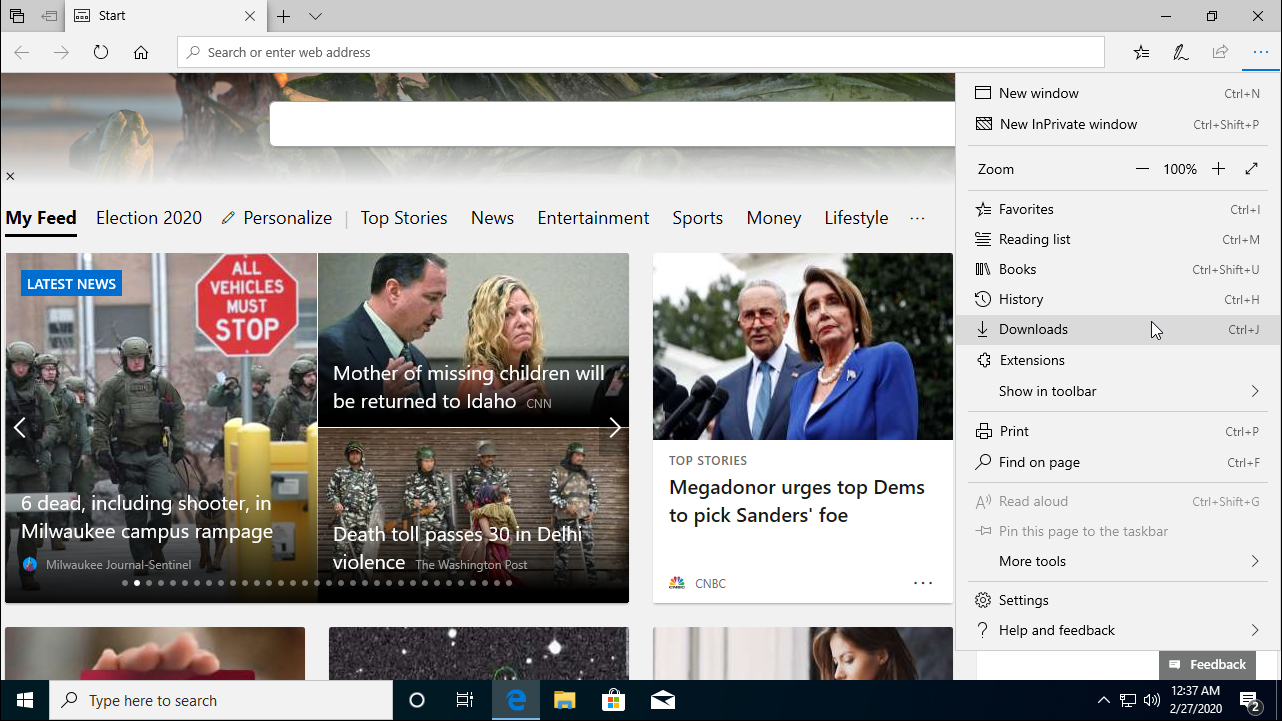 Start
Search or enter web address
My Feed
Election 2020
Personalize
Top Stories
News
Entertainment
Sports
Money
Lifestyle
...
LATEST NEWS
ALL
VEHICLES
MUST
STOP
6 dead, including shooter, in
Milwaukee campus rampage
Milwaukee Journal-Sentinel
Mother of missing children will
be returned to Idaho CNN
Death toll passes 30 in Delhi
violence The Washington Post
TOP STORIES
Megadonor urges top Dems
to pick Sanders' foe
CNBC
New window Ctrl+N
New InPrivate window Ctrl+Shift+P
Zoom 100%
Favorites Ctrl+I
Reading list Ctrl+M
Books Ctrl+Shift+U
History Ctrl+H
Downloads Ctrl+J
Extensions
Show in toolbar
Print Ctrl+P
Find on page Ctrl+F
Read aloud Ctrl+Shift+G
Pin this page to the taskbar
More tools
Settings
Help and feedback
Feedback
Type here to search
12:37 AM
2/27/2020
2